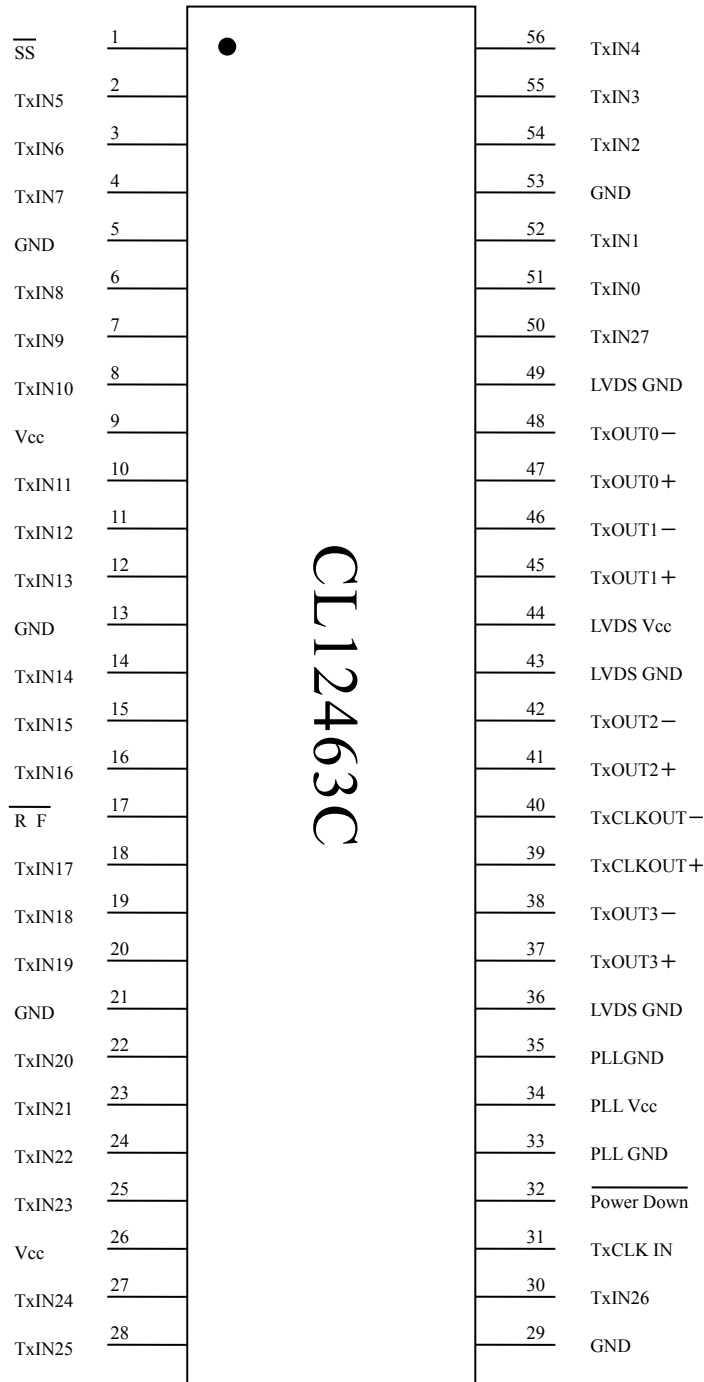 1
S̅S̅
2
TxIN5
3
TxIN6
4
TxIN7
5
GND
6
TxIN8
7
TxIN9
8
TxIN10
9
Vcc
10
TxIN11
11
TxIN12
12
TxIN13
13
GND
14
TxIN14
15
TxIN15
16
TxIN16
17
R̅ ̅F̅
18
TxIN17
19
TxIN18
20
TxIN19
21
GND
22
TxIN20
23
TxIN21
24
TxIN22
25
TxIN23
26
Vcc
27
TxIN24
28
TxIN25
CL12463C
56 TxIN4
55 TxIN3
54 TxIN2
53 GND
52 TxIN1
51 TxIN0
50 TxIN27
49 LVDS GND
48 TxOUT0−
47 TxOUT0+
46 TxOUT1−
45 TxOUT1+
44 LVDS Vcc
43 LVDS GND
42 TxOUT2−
41 TxOUT2+
40 TxCLKOUT−
39 TxCLKOUT+
38 TxOUT3−
37 TxOUT3+
36 LVDS GND
35 PLLGND
34 PLL Vcc
33 PLL GND
32 P̅o̅w̅e̅r̅ ̅D̅o̅w̅n̅
31 TxCLK IN
30 TxIN26
29 GND